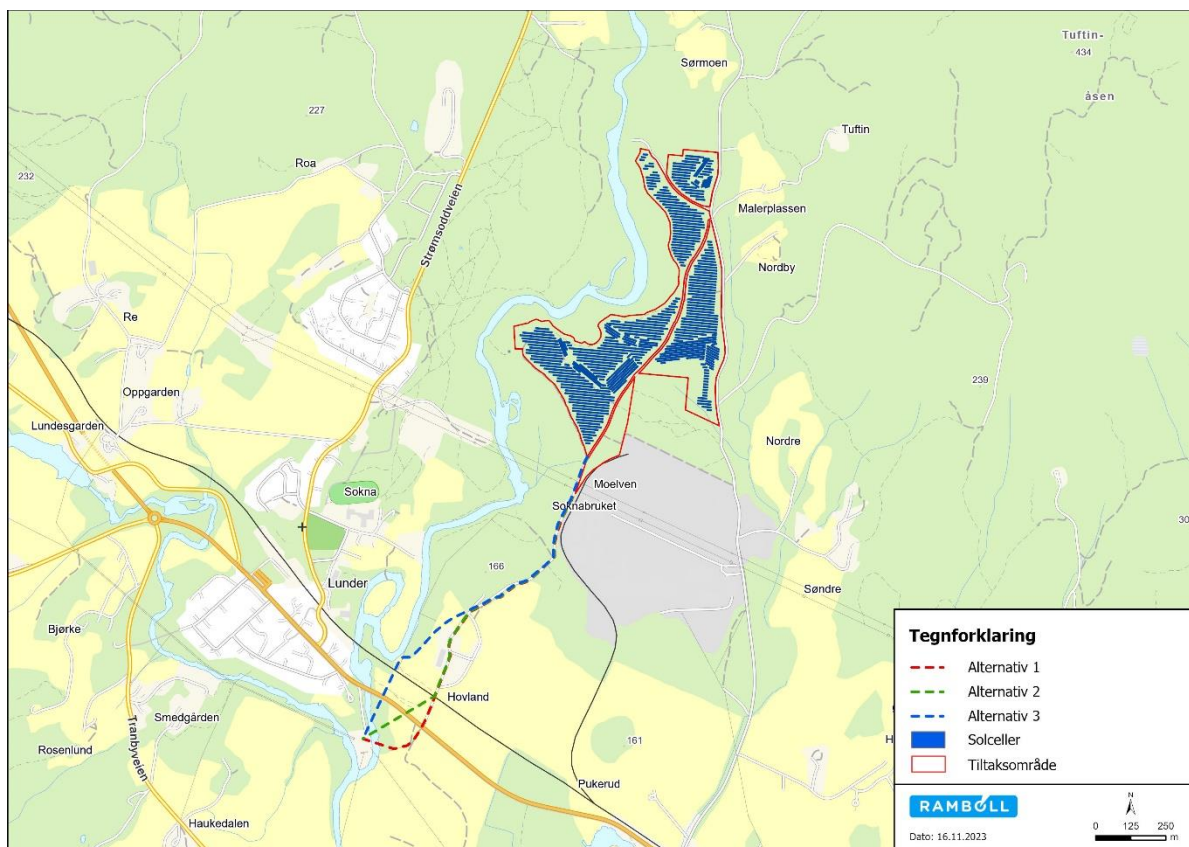 Sørmoen
Tuftin-
434
åsen
227
Tuftin
Roa
232
Strømsoddveien
Malerplassen
Nordby
Re
239
Oppgarden
Lundesgarden
Nordre
Sokna
Moelven
Soknabruket
30
166
Lunder
Søndre
Bjørke
Hovland
Smedgården
Rosenlund
Tranbyveien
161
H
Pukerud
Haukedalen
Tegnforklaring
Alternativ 1
Alternativ 2
Alternativ 3
Solceller
Tiltaksområde
RAMBOLL
Dato: 16.11.2023
N
0 125 250
m